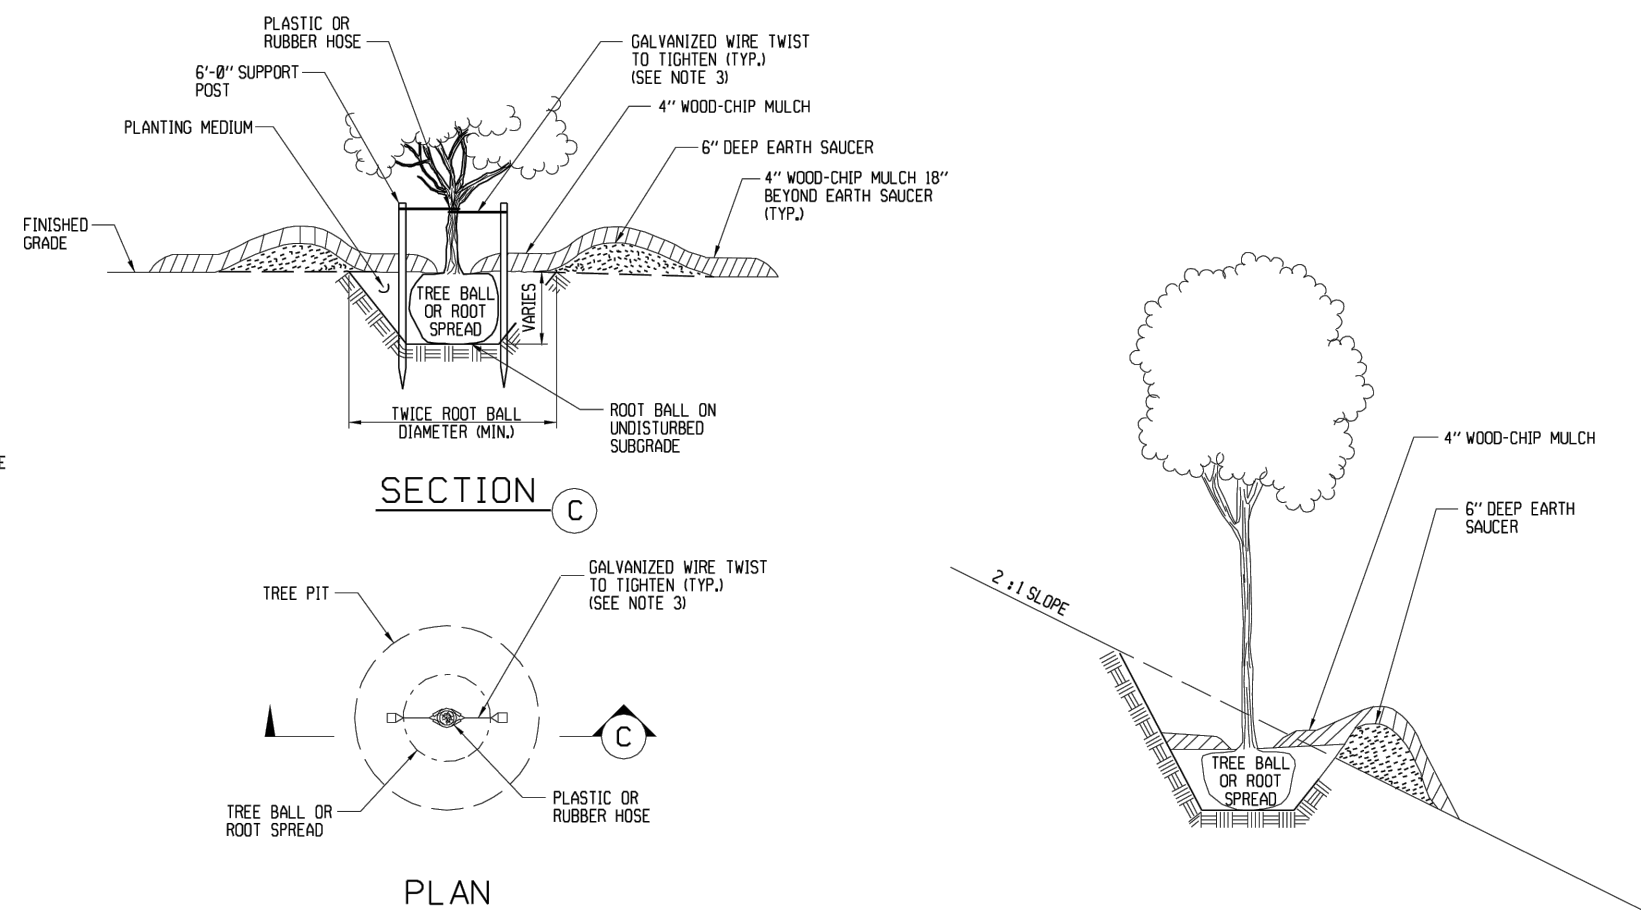 PLASTIC OR
RUBBER HOSE
GALVANIZED WIRE TWIST
TO TIGHTEN (TYP.)
(SEE NOTE 3)
6'-0" SUPPORT
POST
4" WOOD-CHIP MULCH
PLANTING MEDIUM
6" DEEP EARTH SAUCER
4" WOOD-CHIP MULCH 18"
BEYOND EARTH SAUCER
(TYP.)
FINISHED
GRADE
TREE BALL
OR ROOT
SPREAD
VARIES
TWICE ROOT BALL
DIAMETER (MIN.)
ROOT BALL ON
UNDISTURBED
SUBGRADE
E
SECTION C
GALVANIZED WIRE TWIST
TO TIGHTEN (TYP.)
(SEE NOTE 3)
TREE PIT
C
TREE BALL OR
ROOT SPREAD
PLASTIC OR
RUBBER HOSE
PLAN
4" WOOD-CHIP MULCH
6" DEEP EARTH
SAUCER
2 :1 SLOPE
TREE BALL
OR ROOT
SPREAD